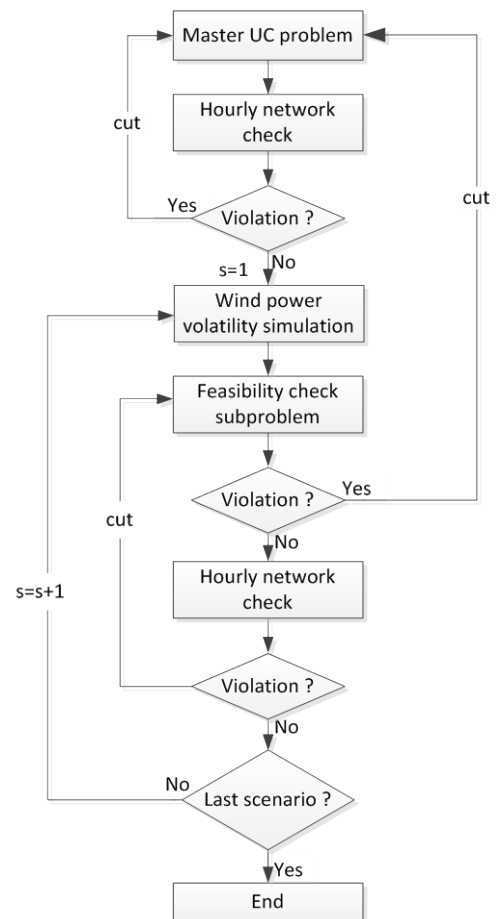 Master UC problem
cut
Hourly network
check
cut
Yes
Violation ?
No
s=1
Wind power
volatility simulation
Feasibility check
subproblem
Violation ?
Yes
cut
No
s=s+1
Hourly network
check
Violation ?
No
No
Last scenario ?
Yes
End